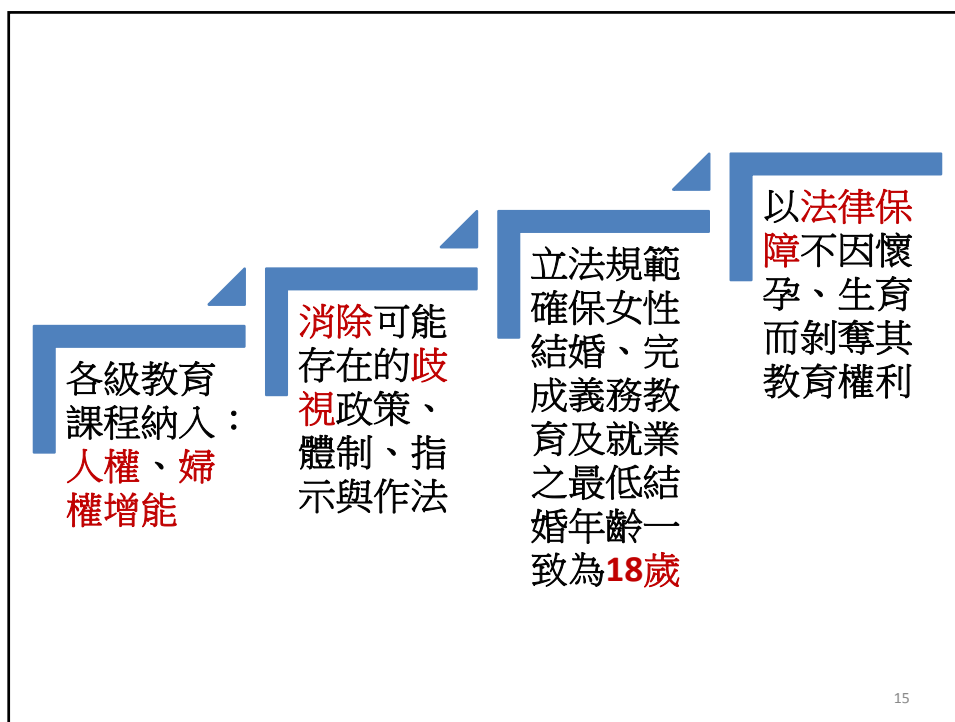 各級教育
課程納入：
人權、婦
權增能
消除可能
存在的歧
視政策、
體制、指
示與作法
立法規範
確保女性
結婚、完
成義務教
育及就業
之最低結
婚年齡一
致為18歲
以法律保
障不因懷
孕、生育
而剝奪其
教育權利
15